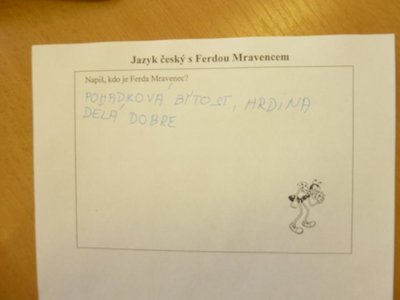 Jazyk český s Ferdou Mravencem
Napiš, kdo je Ferda Mravenec?
POHÁDKOVÁ BYTOST, HRDINA
DĚLÁ DOBRE